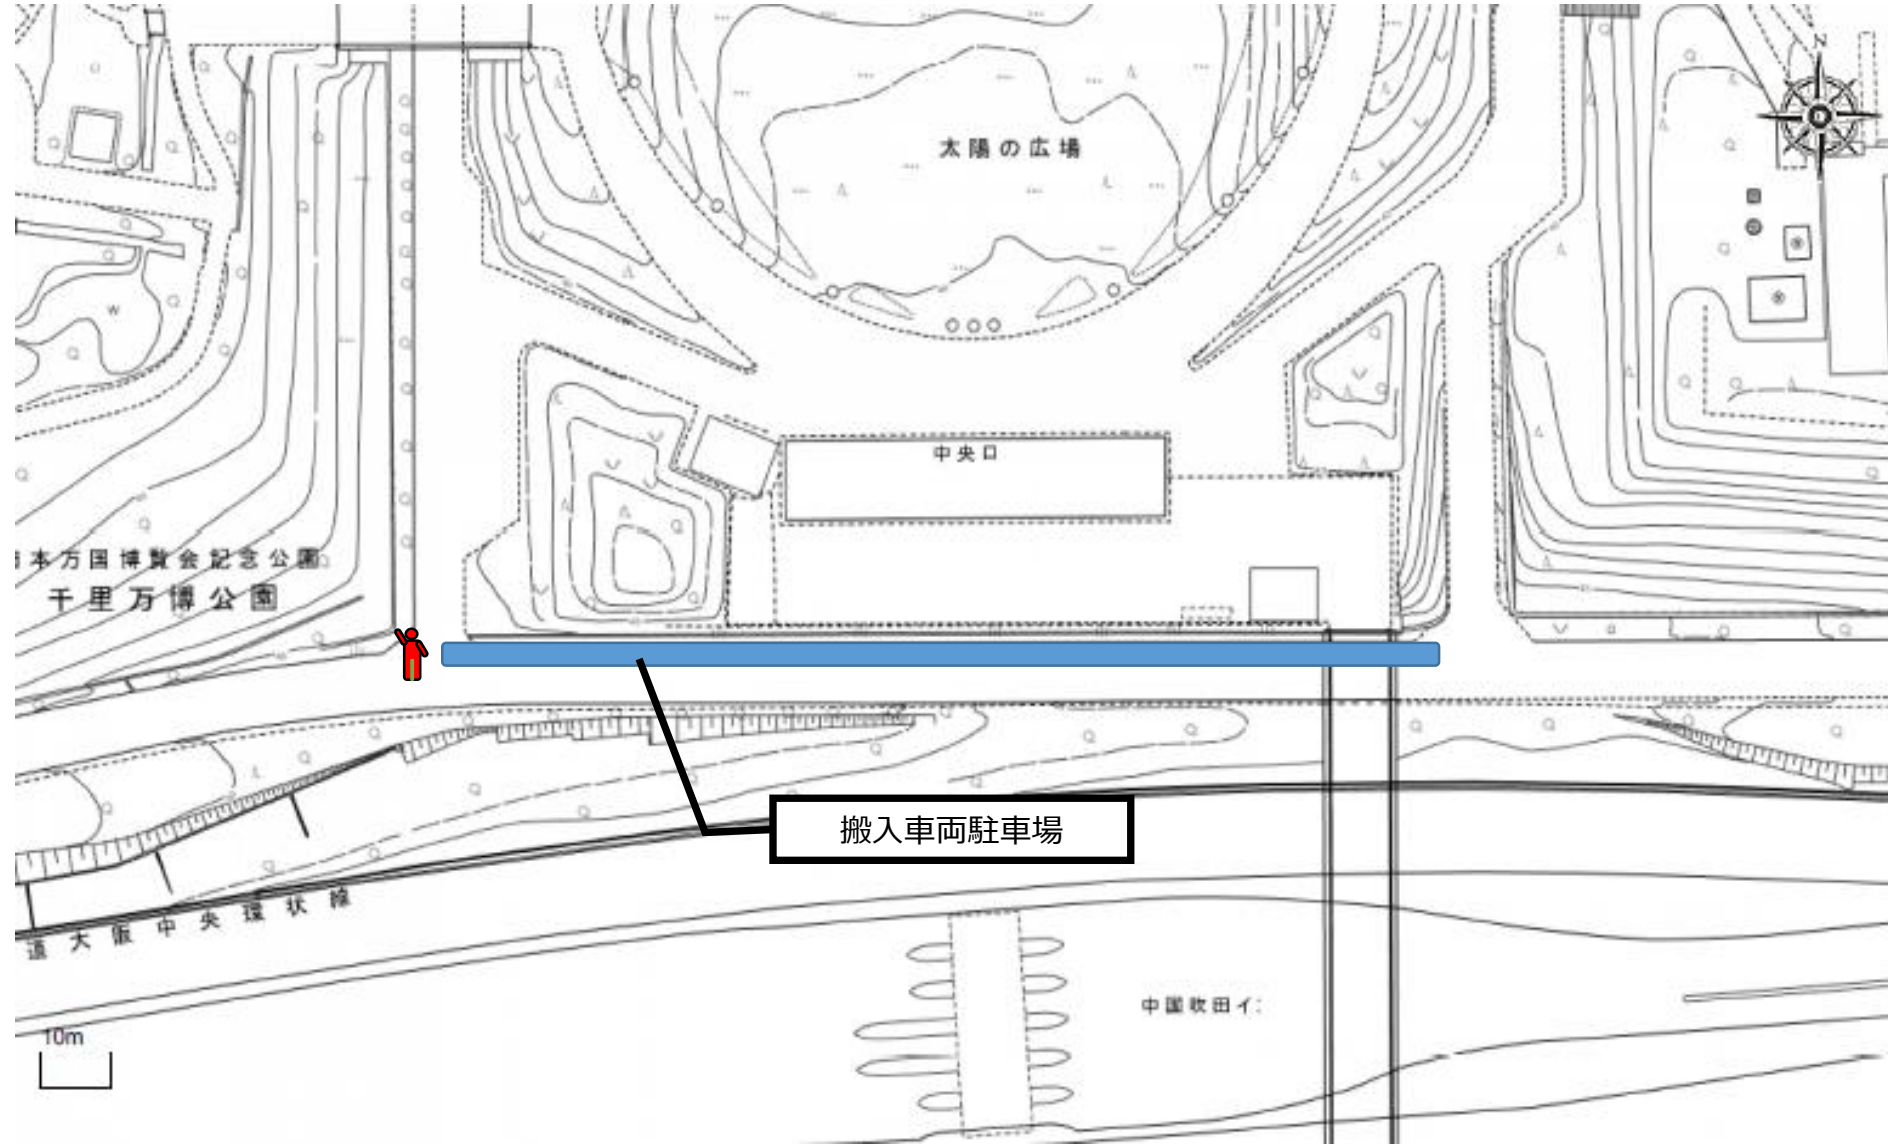 N
太陽の広場
中央口
本万国博覧会記念公園
千里万博公園
搬入車両駐車場
道大阪中央環状線
中国吹田イ
10m